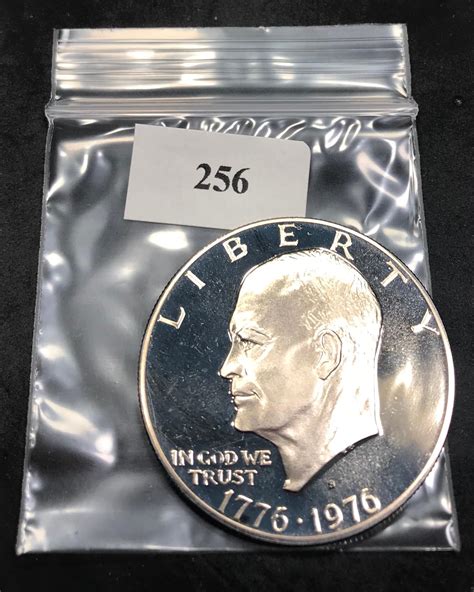 256
LIBERTY
IN GOD WE
TRUST
S
1776 · 1976